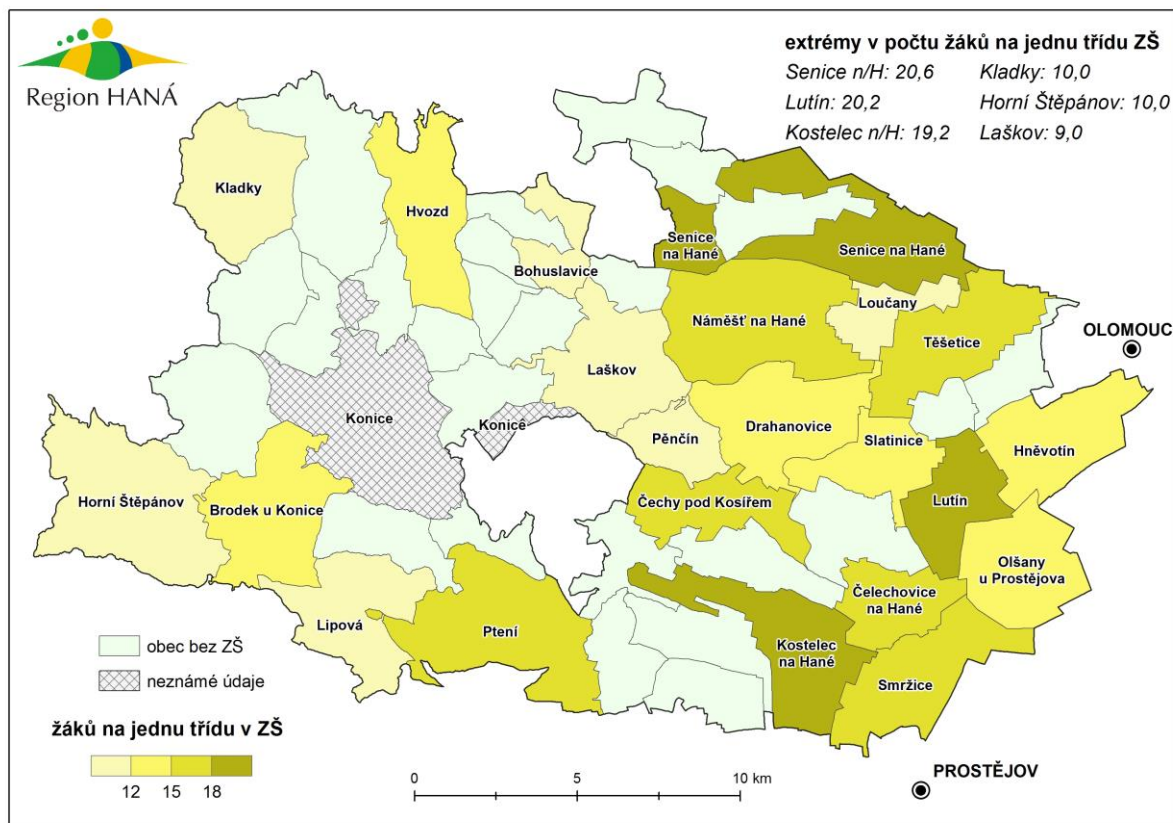 Region HANÁ
extrémy v počtu žáků na jednu třídu ZŠ
Senice n/H: 20,6 Kladky: 10,0
Lutín: 20,2 Horní Štěpánov: 10,0
Kostelec n/H: 19,2 Laškov: 9,0
Kladky
Hvozd
Senice
na Hané
Senice na Hané
Bohuslavice
Loučany
Náměšť na Hané
OLOMOUC
Těšetice
Laškov
Konice
Konice
Pěnčín
Drahanovice
Slatinice
Hněvotín
Horní Štěpánov
Brodek u Konice
Čechy pod Kosířem
Lutín
Olšany
u Prostějova
Čelechovice
na Hané
Lipová
Ptení
Kostelec
na Hané
Smržice
obec bez ZŠ
neznámé údaje
žáků na jednu třídu v ZŠ
12 15 18
0 5 10 km
PROSTĚJOV